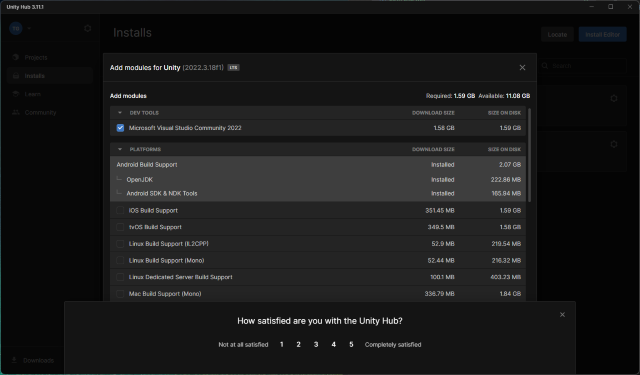 Unity Hub 3.11.1
Installs
Locate
Install Editor
Projects
Installs
Learn
Community
Search
Add modules for Unity (2022.3.18f1) LTS
Add modules
Required: 1.59 GB Available: 11.08 GB
DEV TOOLS DOWNLOAD SIZE SIZE ON DISK
Microsoft Visual Studio Community 2022 1.58 GB 1.59 GB
PLATFORMS DOWNLOAD SIZE SIZE ON DISK
Android Build Support Installed 2.07 GB
OpenJDK Installed 222.86 MB
Android SDK & NDK Tools Installed 165.94 MB
iOS Build Support 351.45 MB 1.59 GB
tvOS Build Support 349.5 MB 1.58 GB
Linux Build Support (IL2CPP) 52.9 MB 219.54 MB
Linux Build Support (Mono) 52.44 MB 216.32 MB
Linux Dedicated Server Build Support 100.1 MB 403.23 MB
Mac Build Support (Mono) 336.79 MB 1.84 GB
How satisfied are you with the Unity Hub?
Not at all satisfied 1 2 3 4 5 Completely satisfied
Downloads